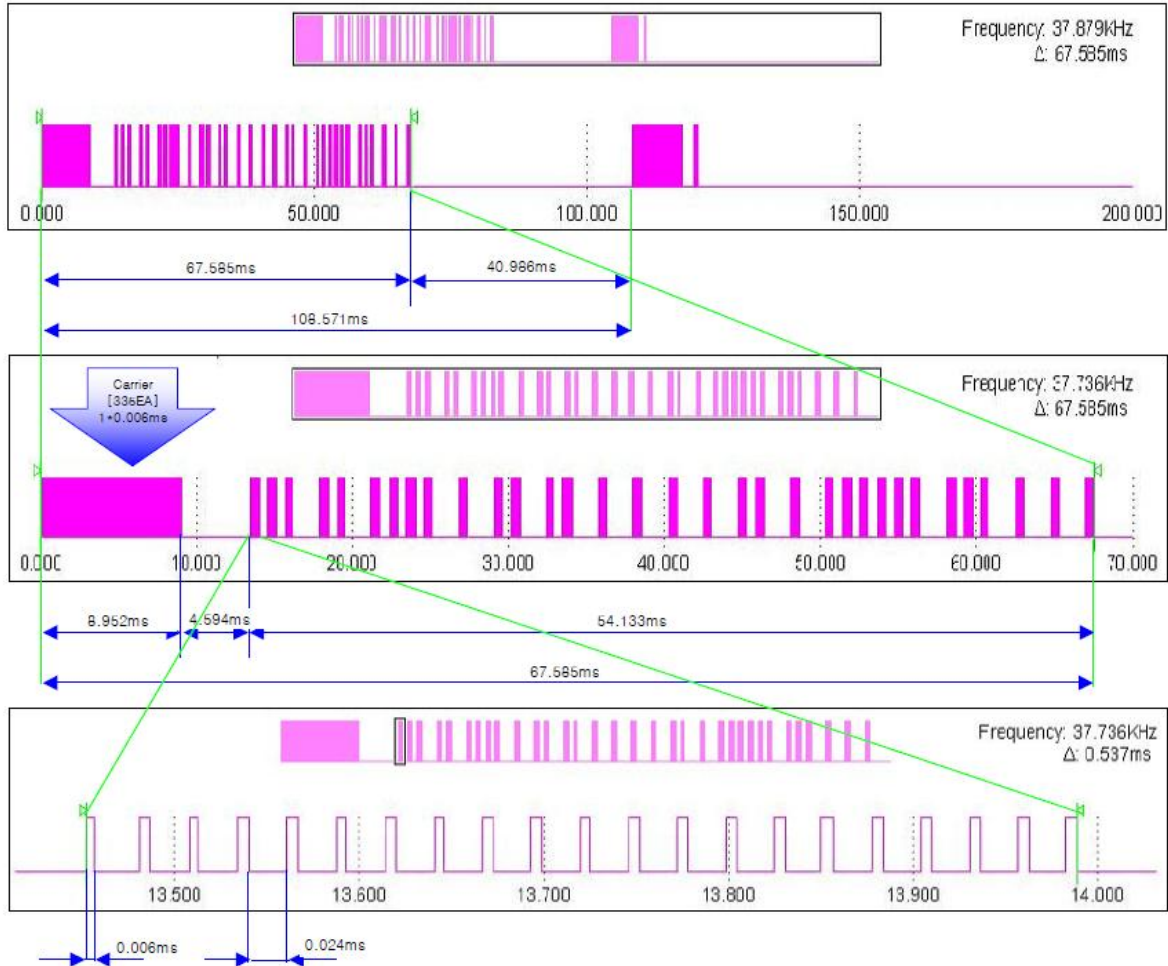 Frequency: 37.879KHz
Δ: 67.585ms
0.000 50.000 100.000 150.000 200.000
67.585ms 40.986ms
108.571ms
Carrier
[336EA]
1*0.006ms
Frequency: 37.736KHz
Δ: 67.585ms
0.000 10.000 20.000 30.000 40.000 50.000 60.000 70.000
8.952ms 4.594ms 54.133ms
67.585ms
Frequency: 37.736KHz
Δ: 0.537ms
13.500 13.600 13.700 13.800 13.900 14.000
0.006ms 0.024ms